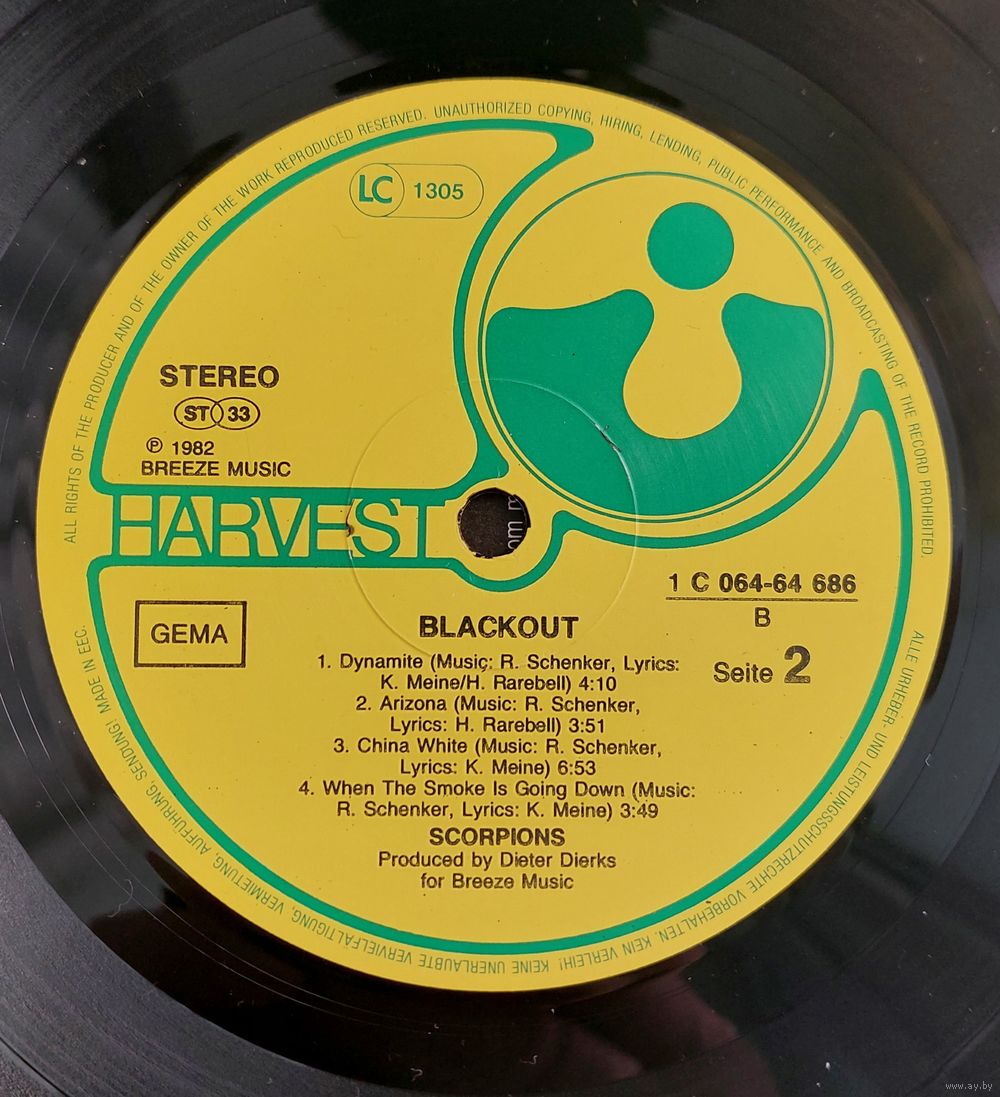 ALL RIGHTS OF THE PRODUCER AND OF THE OWNER OF THE WORK REPRODUCED RESERVED. UNAUTHORIZED COPYING, HIRING, LENDING, PUBLIC PERFORMANCE AND BROADCASTING OF THE RECORD PROHIBITED.
LC 1305
STEREO
ST 33
℗ 1982
BREEZE MUSIC
HARVEST
GEMA
1 C 064-64 686
B
Seite 2
BLACKOUT
1. Dynamite (Music: R. Schenker, Lyrics:
K. Meine/H. Rarebell) 4:10
2. Arizona (Music: R. Schenker,
Lyrics: H. Rarebell) 3:51
3. China White (Music: R. Schenker,
Lyrics: K. Meine) 6:53
4. When The Smoke Is Going Down (Music:
R. Schenker, Lyrics: K. Meine) 3:49
SCORPIONS
Produced by Dieter Dierks
for Breeze Music
ALLE URHEBER- UND LEISTUNGSSCHUTZRECHTE VORBEHALTEN. KEIN VERLEIH! KEINE UNERLAUBTE VERVIELFÄLTIGUNG, VERMIETUNG, AUFFÜHRUNG, SENDUNG! MADE IN EEC.
www.ay.by